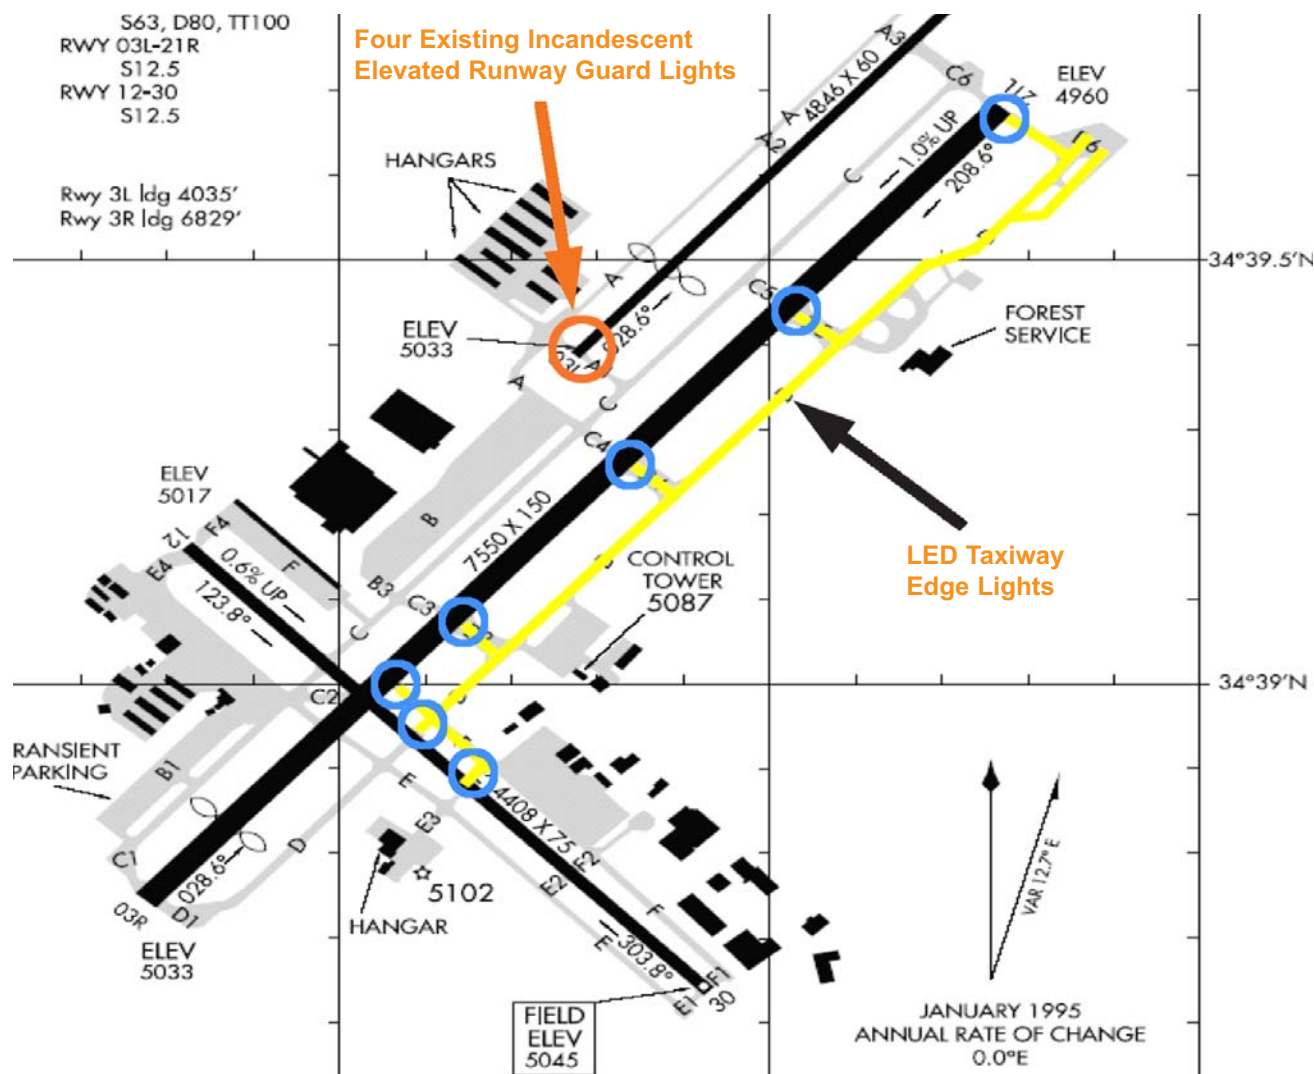 S63, D80, TT100
RWY 03L-21R
S12.5
RWY 12-30
S12.5
Rwy 3L ldg 4035’
Rwy 3R ldg 6829’
Four Existing Incandescent
Elevated Runway Guard Lights
A3
C6
21L
ELEV
4960
4846 X 60
A
A2
C
1.0% UP
208.6°
HANGARS
A
34°39.5’N
C5
028.6°
ELEV
5033
03L
A1
FOREST
SERVICE
A
C
C4
ELEV
5017
LED Taxiway
Edge Lights
B
7550 X 150
12
F4
F
E4
0.6% UP
123.8°
B3
C3
C
CONTROL
TOWER
5087
C2
34°39’N
RANSIENT
PARKING
B1
E
E3
4408 X 75
F2
C1
028.6°
D
E2
F
5102
HANGAR
03R
D1
ELEV
5033
E
303.8°
F1
E1
30
FIELD
ELEV
5045
VAR 12.7° E
JANUARY 1995
ANNUAL RATE OF CHANGE
0.0°E